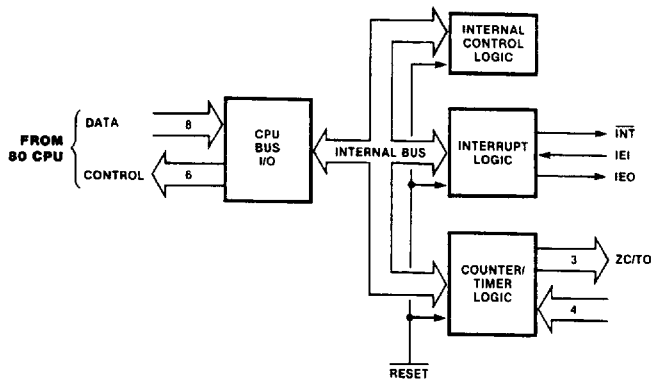 FROM
80 CPU
DATA
8
CONTROL
6
CPU
BUS
I/O
INTERNAL BUS
INTERNAL
CONTROL
LOGIC
INTERRUPT
LOGIC
INT
IEI
IEO
COUNTER/
TIMER
LOGIC
3
ZC/TO
4
RESET